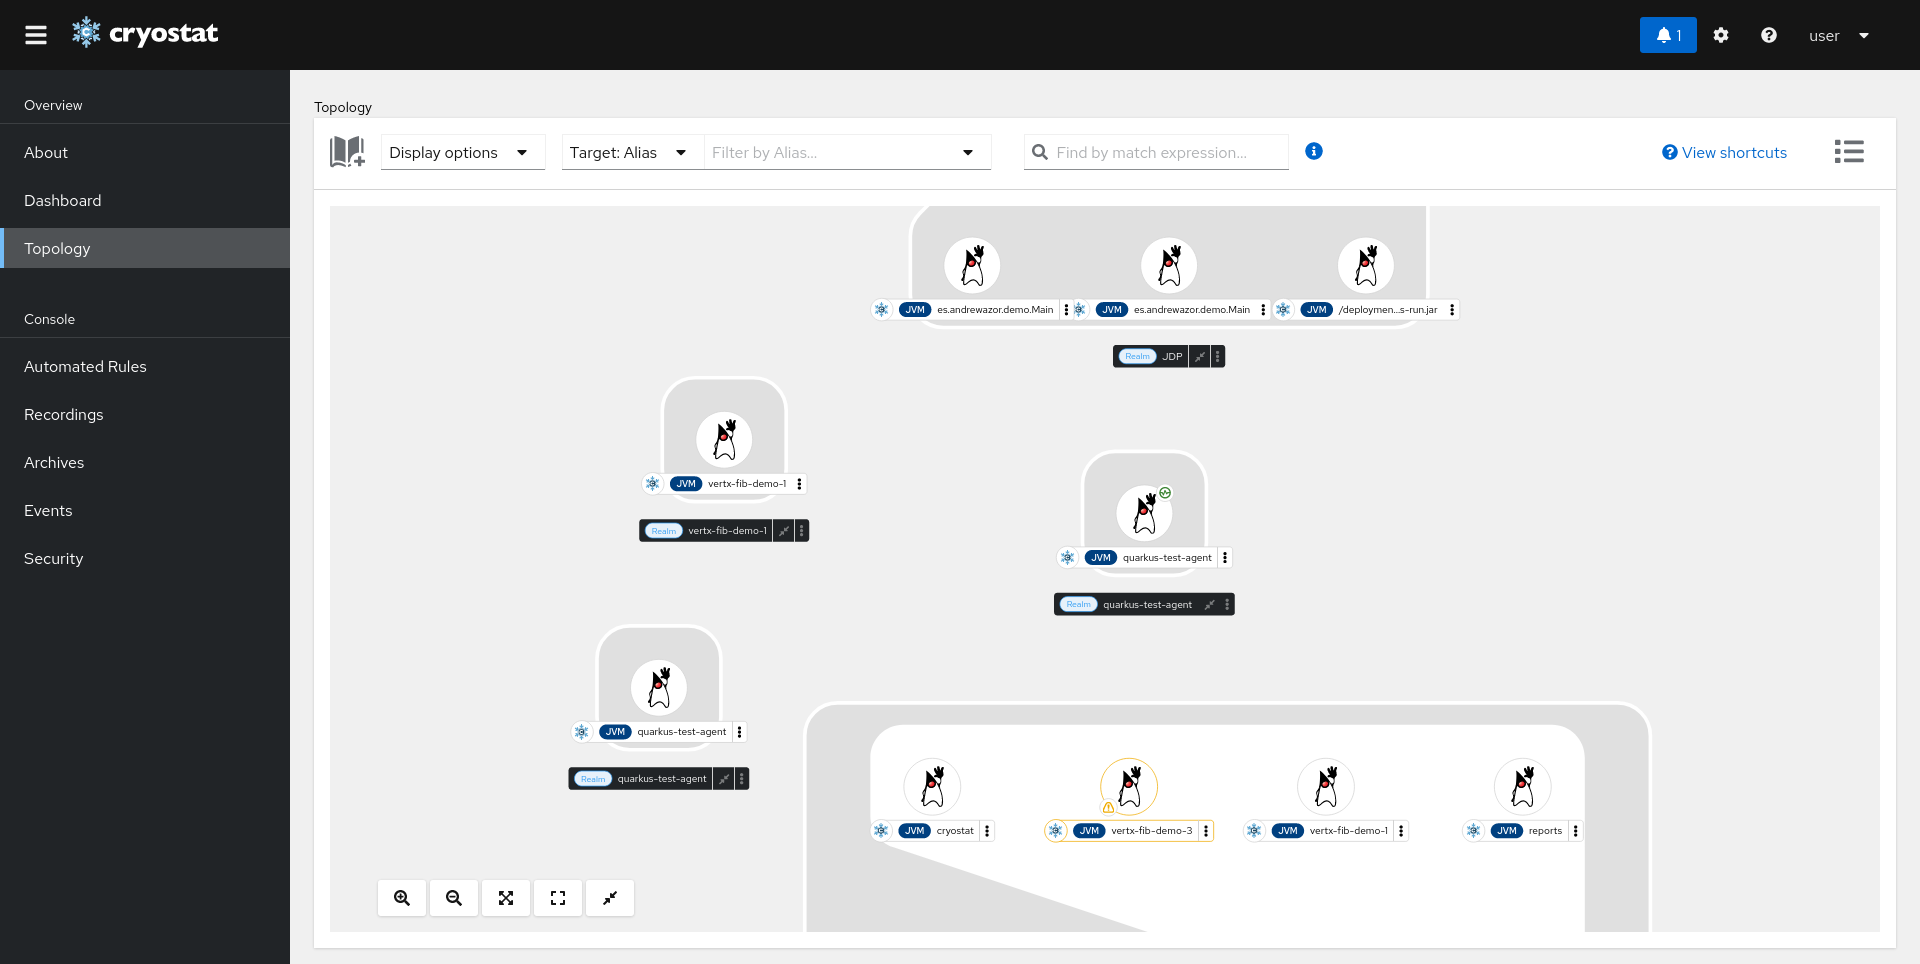 cryostat
1
user
Overview
About
Dashboard
Topology
Console
Automated Rules
Recordings
Archives
Events
Security
Topology
Display options
Target: Alias
Filter by Alias...
Find by match expression...
View shortcuts
JVM es.andrewazor.demo.Main
JVM es.andrewazor.demo.Main
JVM /deploymen...s-run.jar
Realm JDP
JVM vertx-fib-demo-1
Realm vertx-fib-demo-1
JVM quarkus-test-agent
Realm quarkus-test-agent
JVM quarkus-test-agent
Realm quarkus-test-agent
JVM cryostat
JVM vertx-fib-demo-3
JVM vertx-fib-demo-1
JVM reports